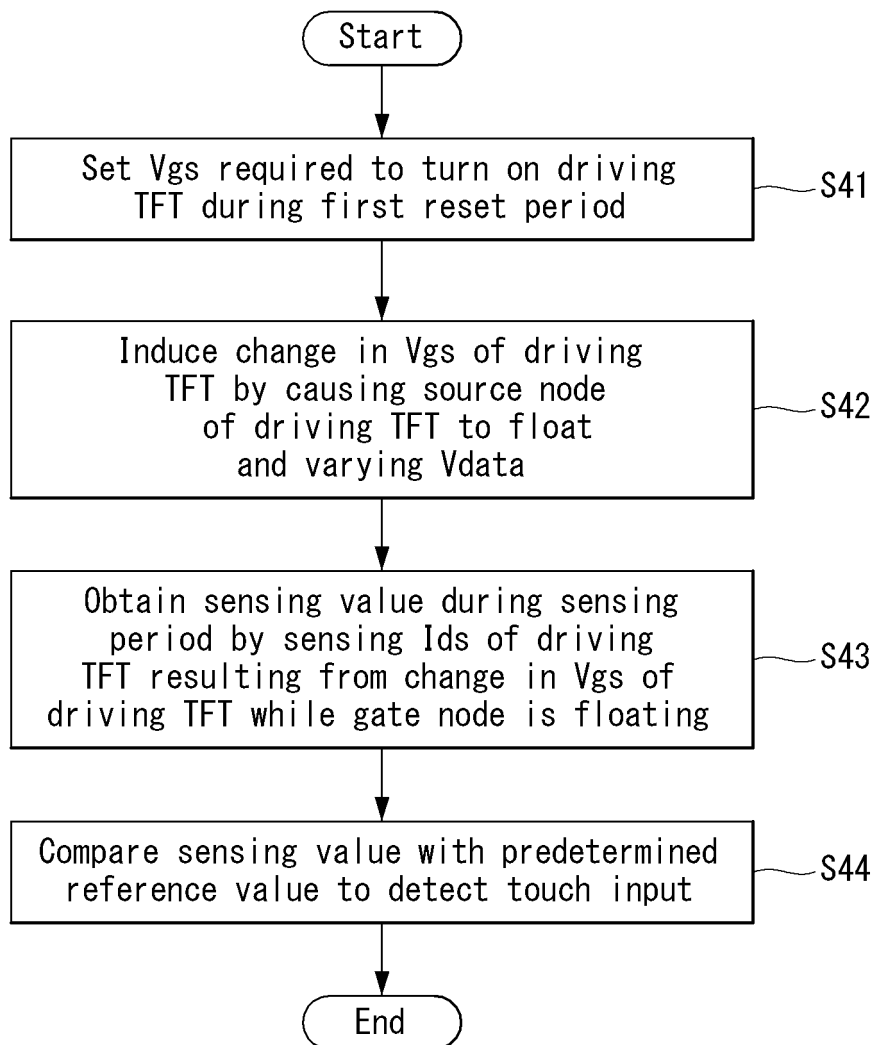 Start
Set Vgs required to turn on driving
TFT during first reset period
S41
Induce change in Vgs of driving
TFT by causing source node
of driving TFT to float
and varying Vdata
S42
Obtain sensing value during sensing
period by sensing Ids of driving
TFT resulting from change in Vgs of
driving TFT while gate node is floating
S43
Compare sensing value with predetermined
reference value to detect touch input
S44
End